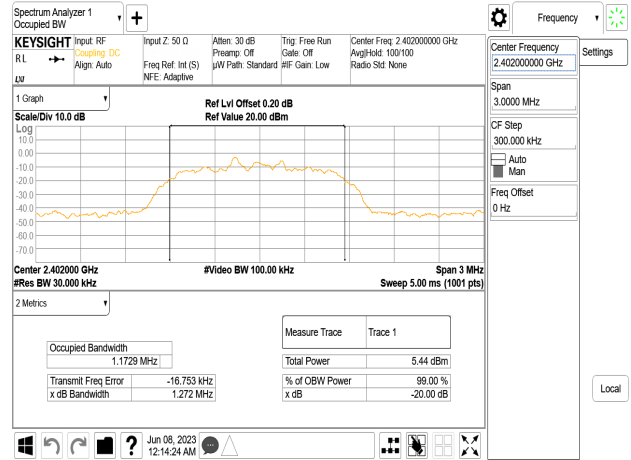 Spectrum Analyzer 1
Occupied BW
Frequency
KEYSIGHT
Input: RF
Coupling: DC
Align: Auto
Input Z: 50 Ω
Freq Ref: Int (S)
NFE: Adaptive
Atten: 30 dB
Preamp: Off
µW Path: Standard
Trig: Free Run
Gate: Off
#IF Gain: Low
Center Freq: 2.402000000 GHz
Avg|Hold: 100/100
Radio Std: None
R L
LXI
Center Frequency
2.402000000 GHz
Settings
Span
3.0000 MHz
CF Step
300.000 kHz
Auto
Man
Freq Offset
0 Hz
1 Graph
Ref Lvl Offset 0.20 dB
Scale/Div 10.0 dB
Ref Value 20.00 dBm
Log
10.0
0.00
-10.0
-20.0
-30.0
-40.0
-50.0
-60.0
-70.0
Center 2.402000 GHz
#Video BW 100.00 kHz
Span 3 MHz
#Res BW 30.000 kHz
Sweep 5.00 ms (1001 pts)
2 Metrics
Measure Trace
Trace 1
Occupied Bandwidth
1.1729 MHz
Total Power
5.44 dBm
Transmit Freq Error
-16.753 kHz
% of OBW Power
99.00 %
x dB Bandwidth
1.272 MHz
x dB
-20.00 dB
Local
Jun 08, 2023
12:14:24 AM